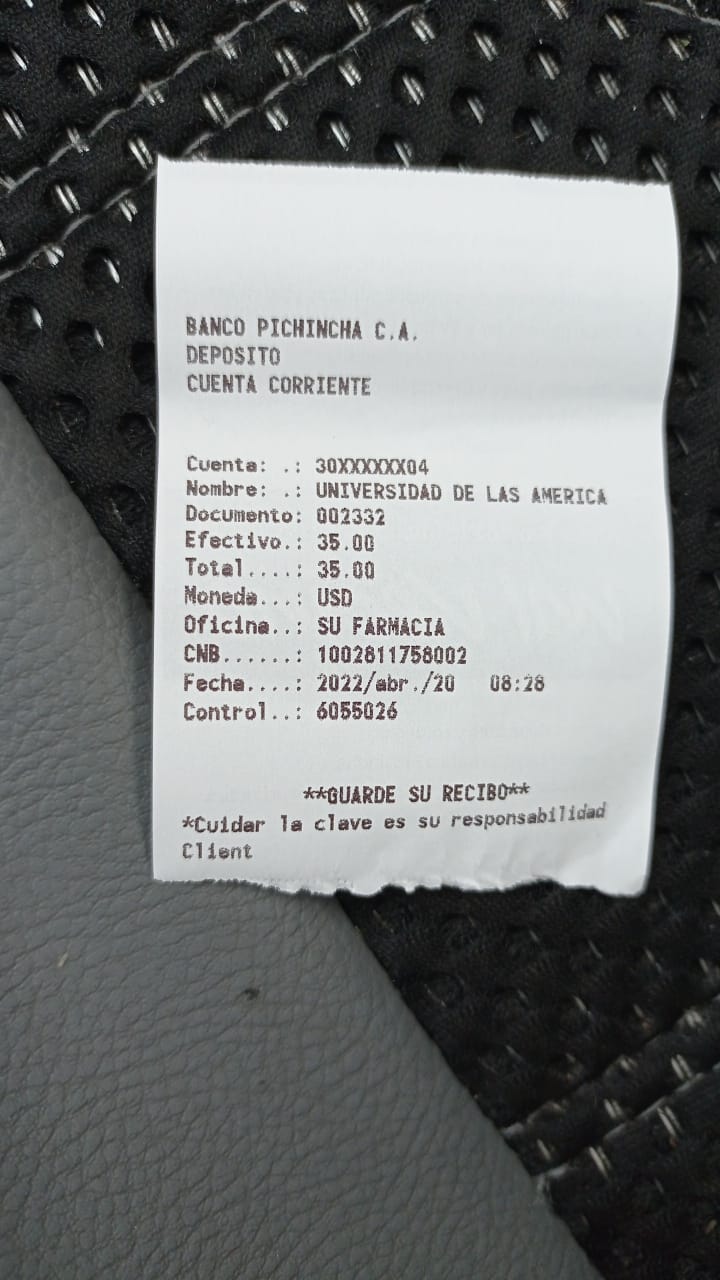 BANCO PICHINCHA C.A.
DEPOSITO
CUENTA CORRIENTE
Cuenta: .: 30XXXXXX04
Nombre: .: UNIVERSIDAD DE LAS AMERICA
Documento: 002332
Efectivo.: 35.00
Total....: 35.00
Moneda...: USD
Oficina..: SU FARMACIA
CNB......: 1002811758002
Fecha....: 2022/abr./20 08:28
Control..: 6055026
**GUARDE SU RECIBO**
*Cuidar la clave es su responsabilidad
Client